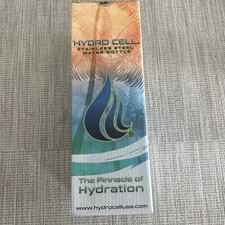 HYDRO CELL
STAINLESS STEEL
WATER BOTTLE
The Pinnacle of
Hydration
www.hydrocellusa.com